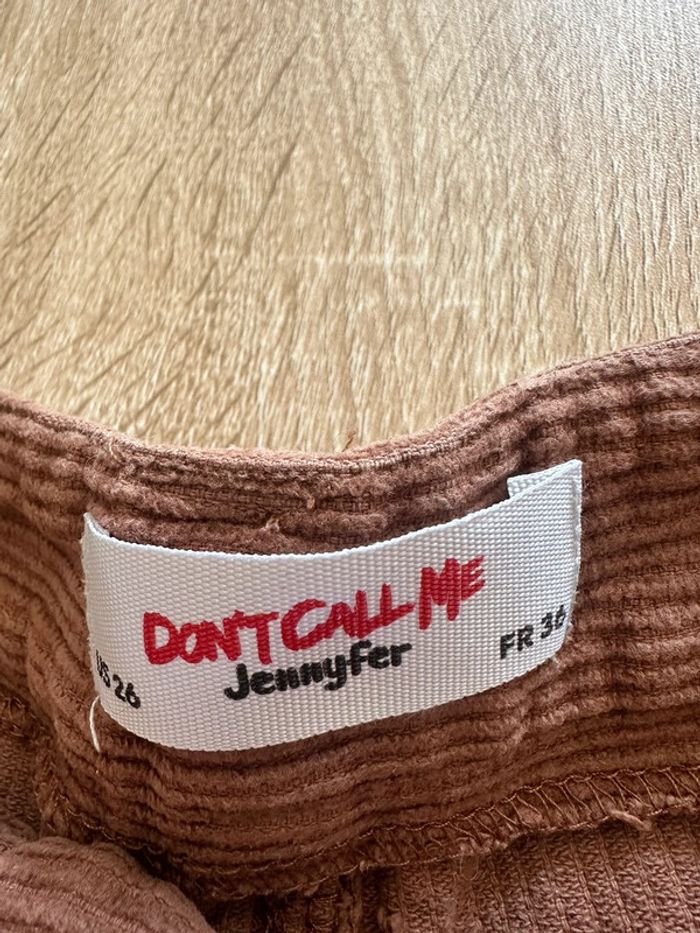 DON'T CALL ME
Jennyfer
US 26
FR 36